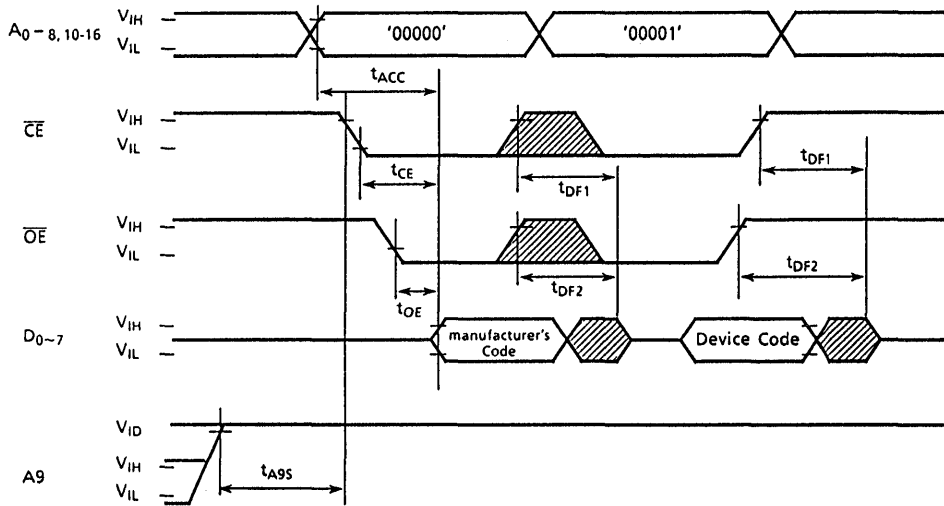 A0 – 8, 10-16 VIH VIL '00000' '00001'
tACC
CE VIH VIL
tCE tDF1 tDF1
OE VIH VIL
tOE tDF2 tDF2
D0~7 VIH VIL manufacturer's Code Device Code
A9 VID VIH VIL
tA9S